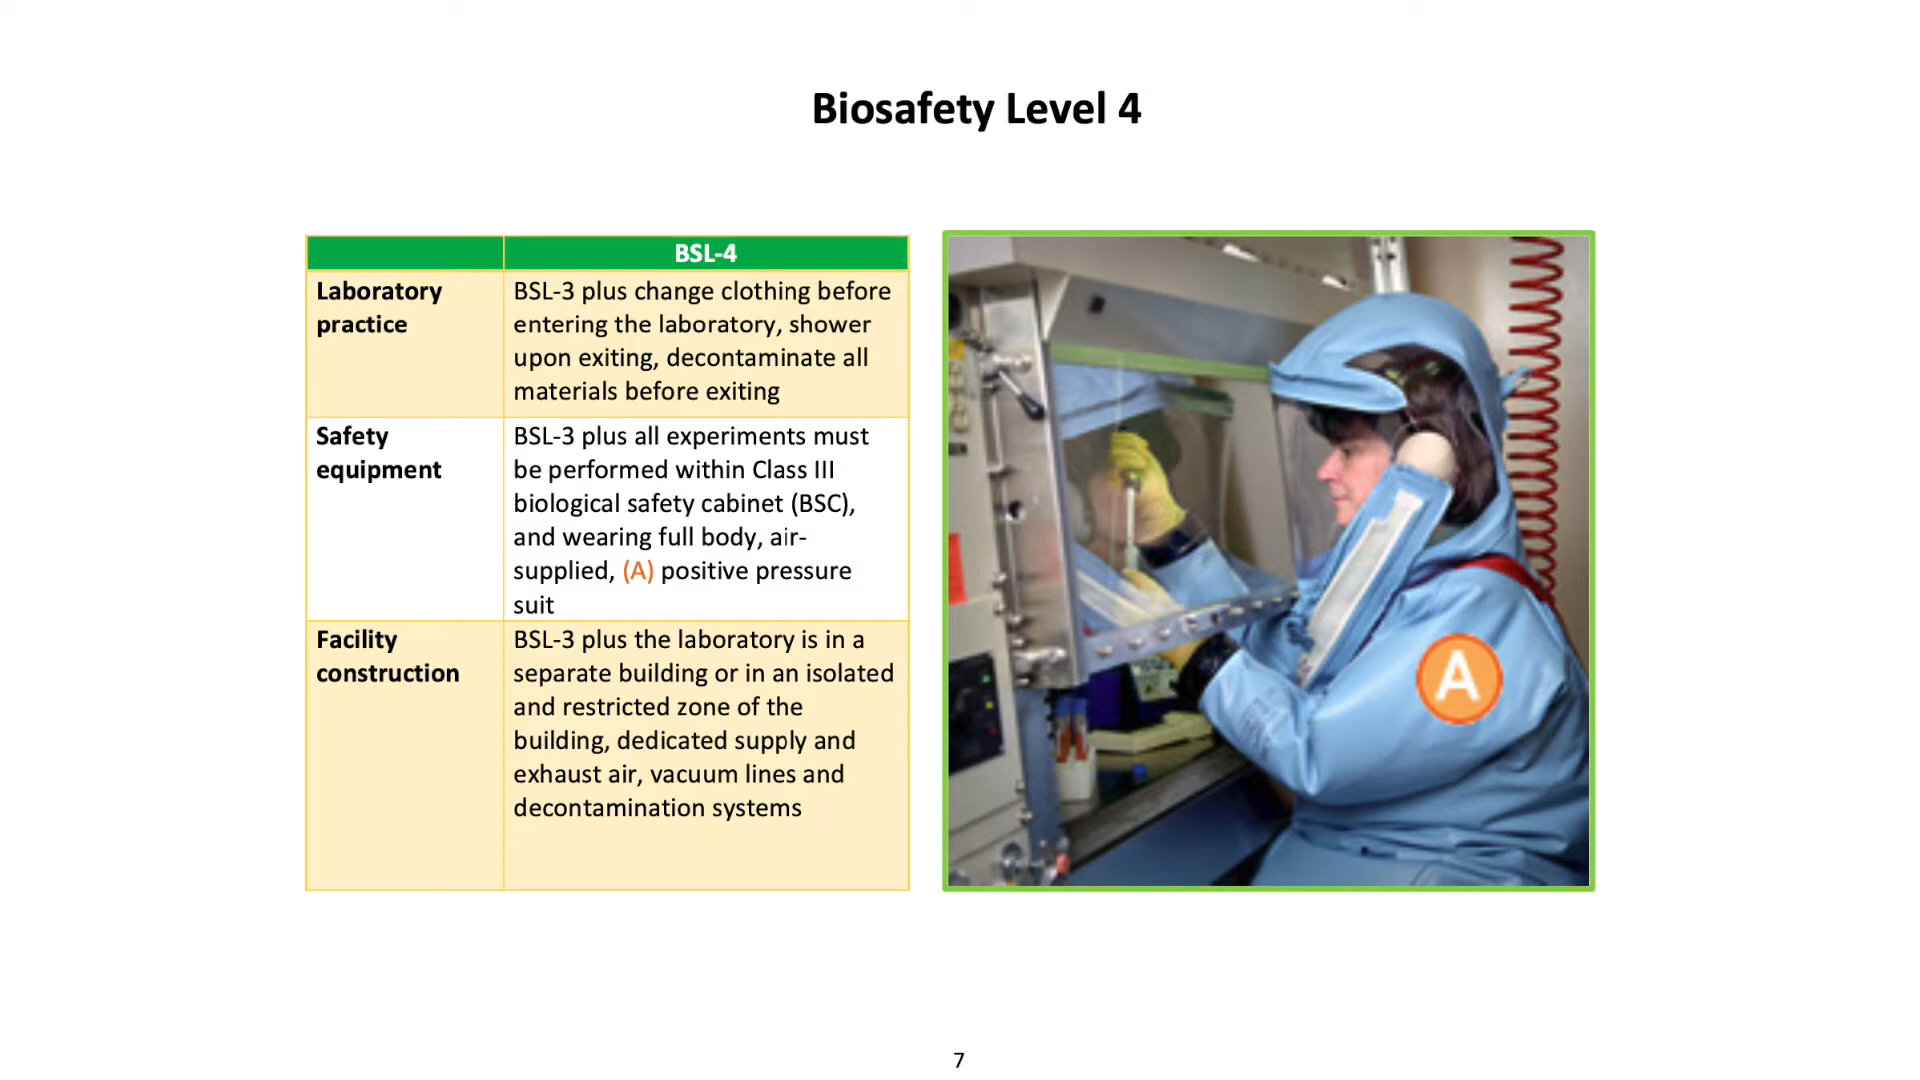 Biosafety Level 4
BSL-4
Laboratory
practice
BSL-3 plus change clothing before
entering the laboratory, shower
upon exiting, decontaminate all
materials before exiting
Safety
equipment
BSL-3 plus all experiments must
be performed within Class III
biological safety cabinet (BSC),
and wearing full body, air-
supplied, (A) positive pressure
suit
Facility
construction
BSL-3 plus the laboratory is in a
separate building or in an isolated
and restricted zone of the
building, dedicated supply and
exhaust air, vacuum lines and
decontamination systems
A
7